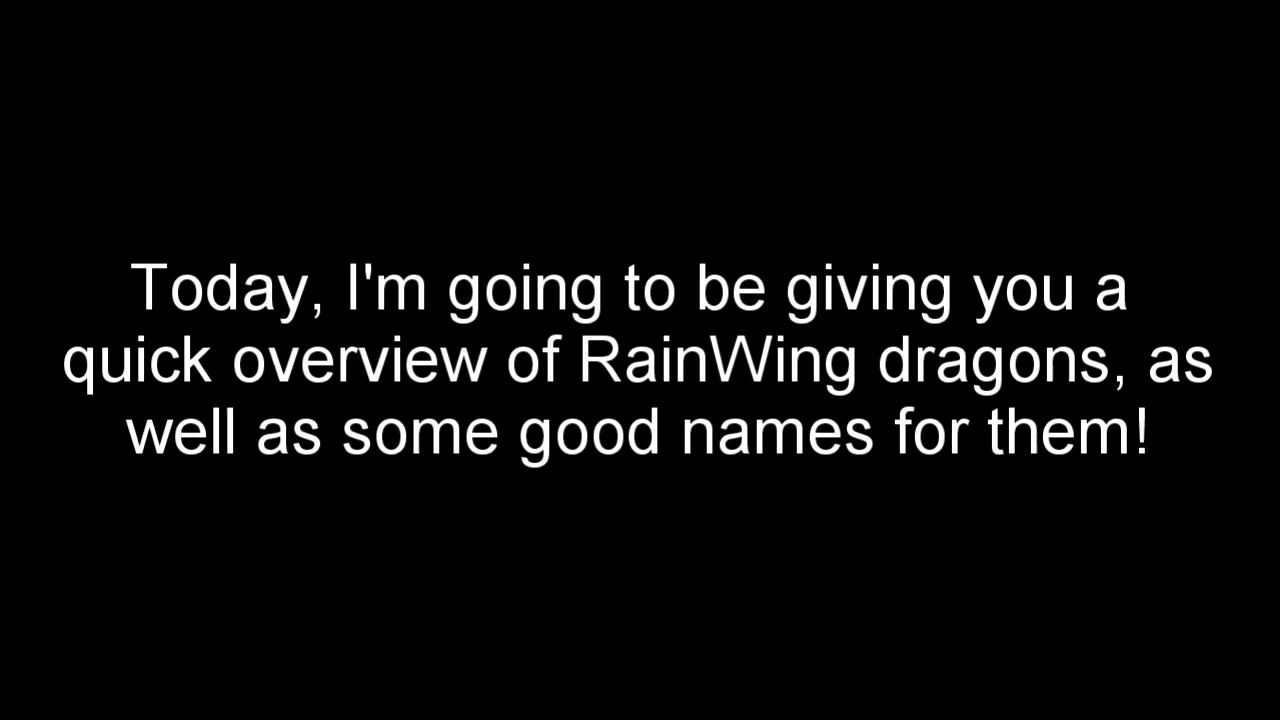 Today, I'm going to be giving you a
quick overview of RainWing dragons, as
well as some good names for them!